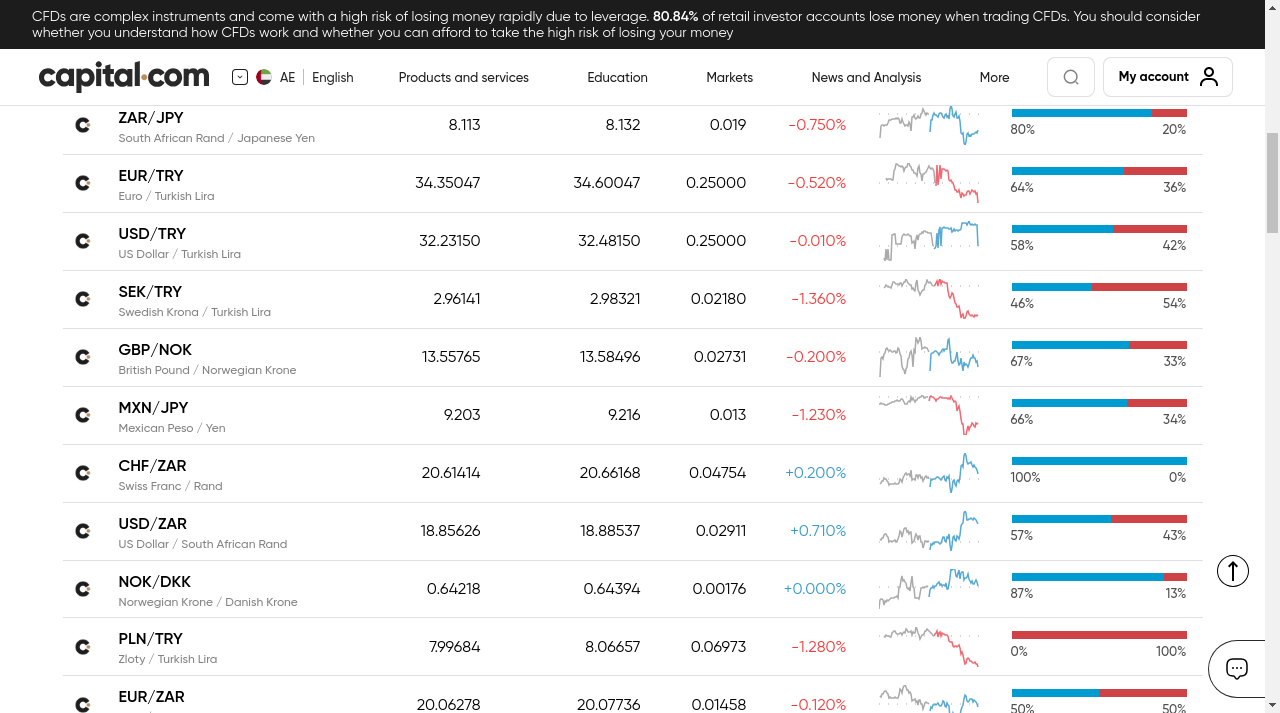 CFDs are complex instruments and come with a high risk of losing money rapidly due to leverage. 80.84% of retail investor accounts lose money when trading CFDs. You should consider
whether you understand how CFDs work and whether you can afford to take the high risk of losing your money
capital.com AE English Products and services Education Markets News and Analysis More My account
ZAR/JPY 8.113 8.132 0.019 -0.750%
South African Rand / Japanese Yen 80% 20%
EUR/TRY 34.35047 34.60047 0.25000 -0.520%
Euro / Turkish Lira 64% 36%
USD/TRY 32.23150 32.48150 0.25000 -0.010%
US Dollar / Turkish Lira 58% 42%
SEK/TRY 2.96141 2.98321 0.02180 -1.360%
Swedish Krona / Turkish Lira 46% 54%
GBP/NOK 13.55765 13.58496 0.02731 -0.200%
British Pound / Norwegian Krone 67% 33%
MXN/JPY 9.203 9.216 0.013 -1.230%
Mexican Peso / Yen 66% 34%
CHF/ZAR 20.61414 20.66168 0.04754 +0.200%
Swiss Franc / Rand 100% 0%
USD/ZAR 18.85626 18.88537 0.02911 +0.710%
US Dollar / South African Rand 57% 43%
NOK/DKK 0.64218 0.64394 0.00176 +0.000%
Norwegian Krone / Danish Krone 87% 13%
PLN/TRY 7.99684 8.06657 0.06973 -1.280%
Zloty / Turkish Lira 0% 100%
EUR/ZAR 20.06278 20.07736 0.01458 -0.120%
50% 50%